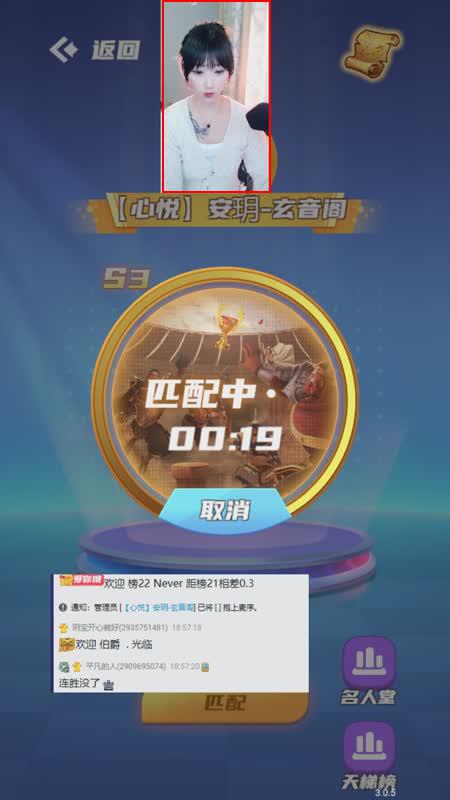 返回
【心悦】安玥-玄音阁
S3
匹配中·
00:19
取消
欢迎 榜22 Never 距榜21相差0.3
通知: 管理员 [【心悦】安玥-玄音阁] 已将 [ ] 抱上麦序。
玥宝开心就好(2935751481) 18:57:18
欢迎 伯爵 . 光临
平凡的人(2909695074) 18:57:20
连胜没了
匹配
名人堂
天梯榜
3.0.5